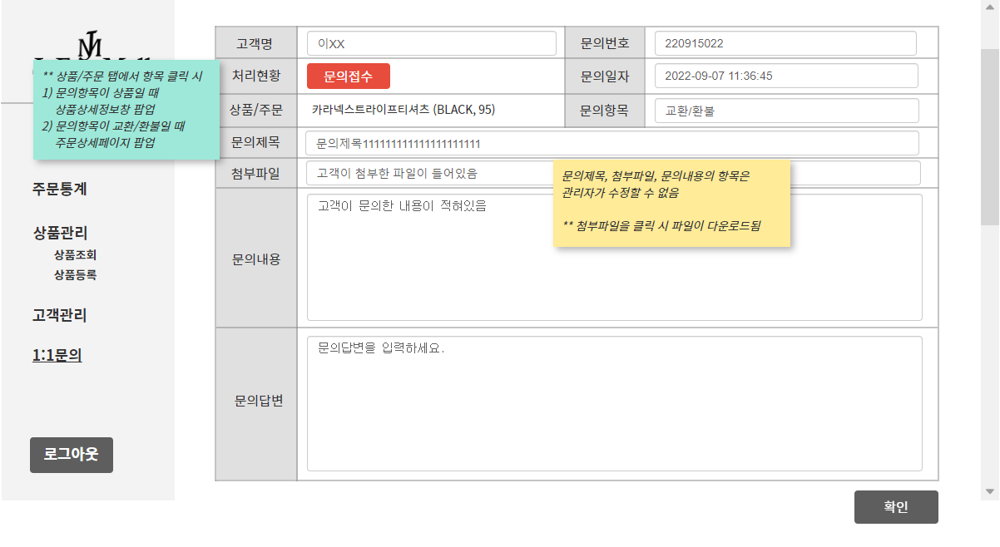 고객명
이XX
문의번호
220915022
처리현황
문의접수
문의일자
2022-09-07 11:36:45
상품/주문
카라넥스트라이프티셔츠 (BLACK, 95)
문의항목
교환/환불
문의제목
문의제목1111111111111111111111
첨부파일
고객이 첨부한 파일이 들어있음
문의내용
고객이 문의한 내용이 적혀있음
문의답변
문의답변을 입력하세요.
확인
** 상품/주문 탭에서 항목 클릭 시
1) 문의항목이 상품일 때
상품상세정보창 팝업
2) 문의항목이 교환/환불일 때
주문상세페이지 팝업
문의제목, 첨부파일, 문의내용의 항목은
관리자가 수정할 수 없음
** 첨부파일을 클릭 시 파일이 다운로드됨
주문통계
상품관리
상품조회
상품등록
고객관리
1:1문의
로그아웃